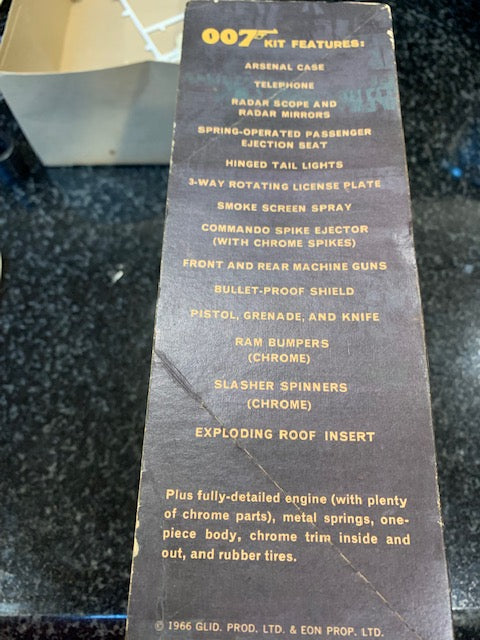 007 KIT FEATURES:
ARSENAL CASE
TELEPHONE
RADAR SCOPE AND
RADAR MIRRORS
SPRING-OPERATED PASSENGER
EJECTION SEAT
HINGED TAIL LIGHTS
3-WAY ROTATING LICENSE PLATE
SMOKE SCREEN SPRAY
COMMANDO SPIKE EJECTOR
(WITH CHROME SPIKES)
FRONT AND REAR MACHINE GUNS
BULLET-PROOF SHIELD
PISTOL, GRENADE, AND KNIFE
RAM BUMPERS
(CHROME)
SLASHER SPINNERS
(CHROME)
EXPLODING ROOF INSERT
Plus fully-detailed engine (with plenty
of chrome parts), metal springs, one-
piece body, chrome trim inside and
out, and rubber tires.
© 1966 GLID. PROD. LTD. & EON PROP. LTD.